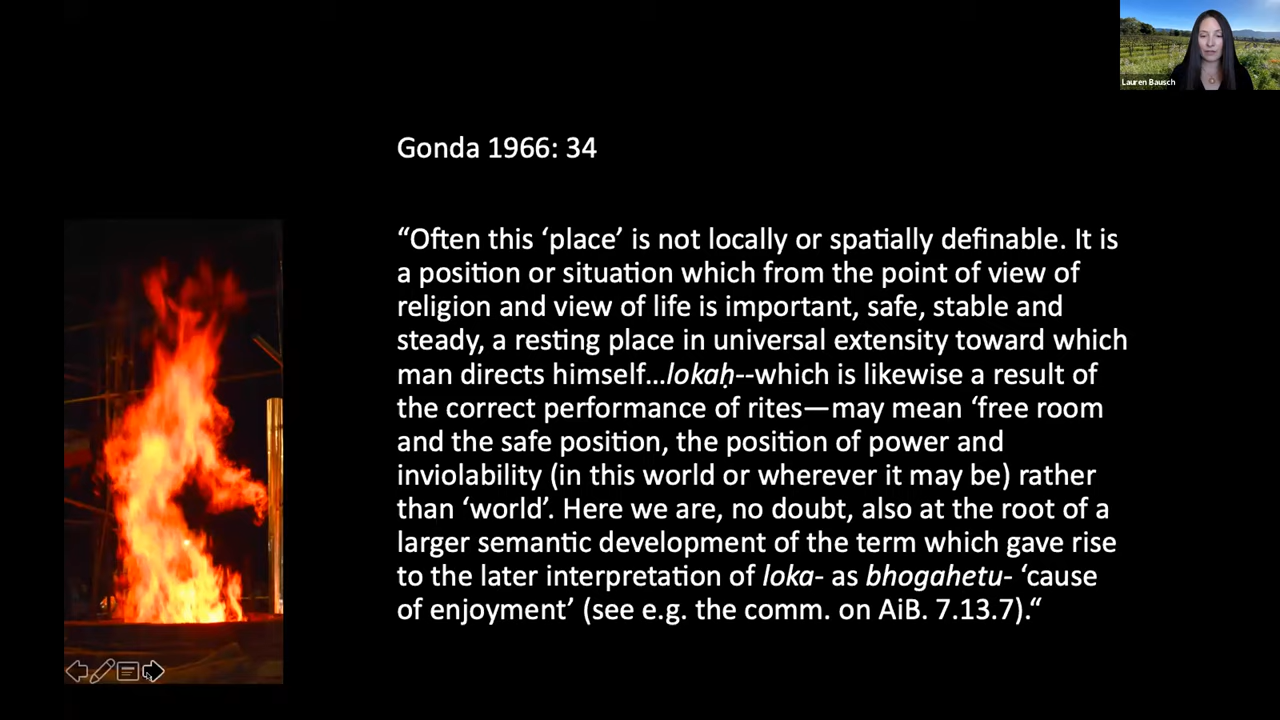 Lauren Bausch
Gonda 1966: 34
“Often this ‘place’ is not locally or spatially definable. It is
a position or situation which from the point of view of
religion and view of life is important, safe, stable and
steady, a resting place in universal extensity toward which
man directs himself…lokaḥ--which is likewise a result of
the correct performance of rites—may mean ‘free room
and the safe position, the position of power and
inviolability (in this world or wherever it may be) rather
than ‘world’. Here we are, no doubt, also at the root of a
larger semantic development of the term which gave rise
to the later interpretation of loka- as bhogahetu- ‘cause
of enjoyment’ (see e.g. the comm. on AiB. 7.13.7).“